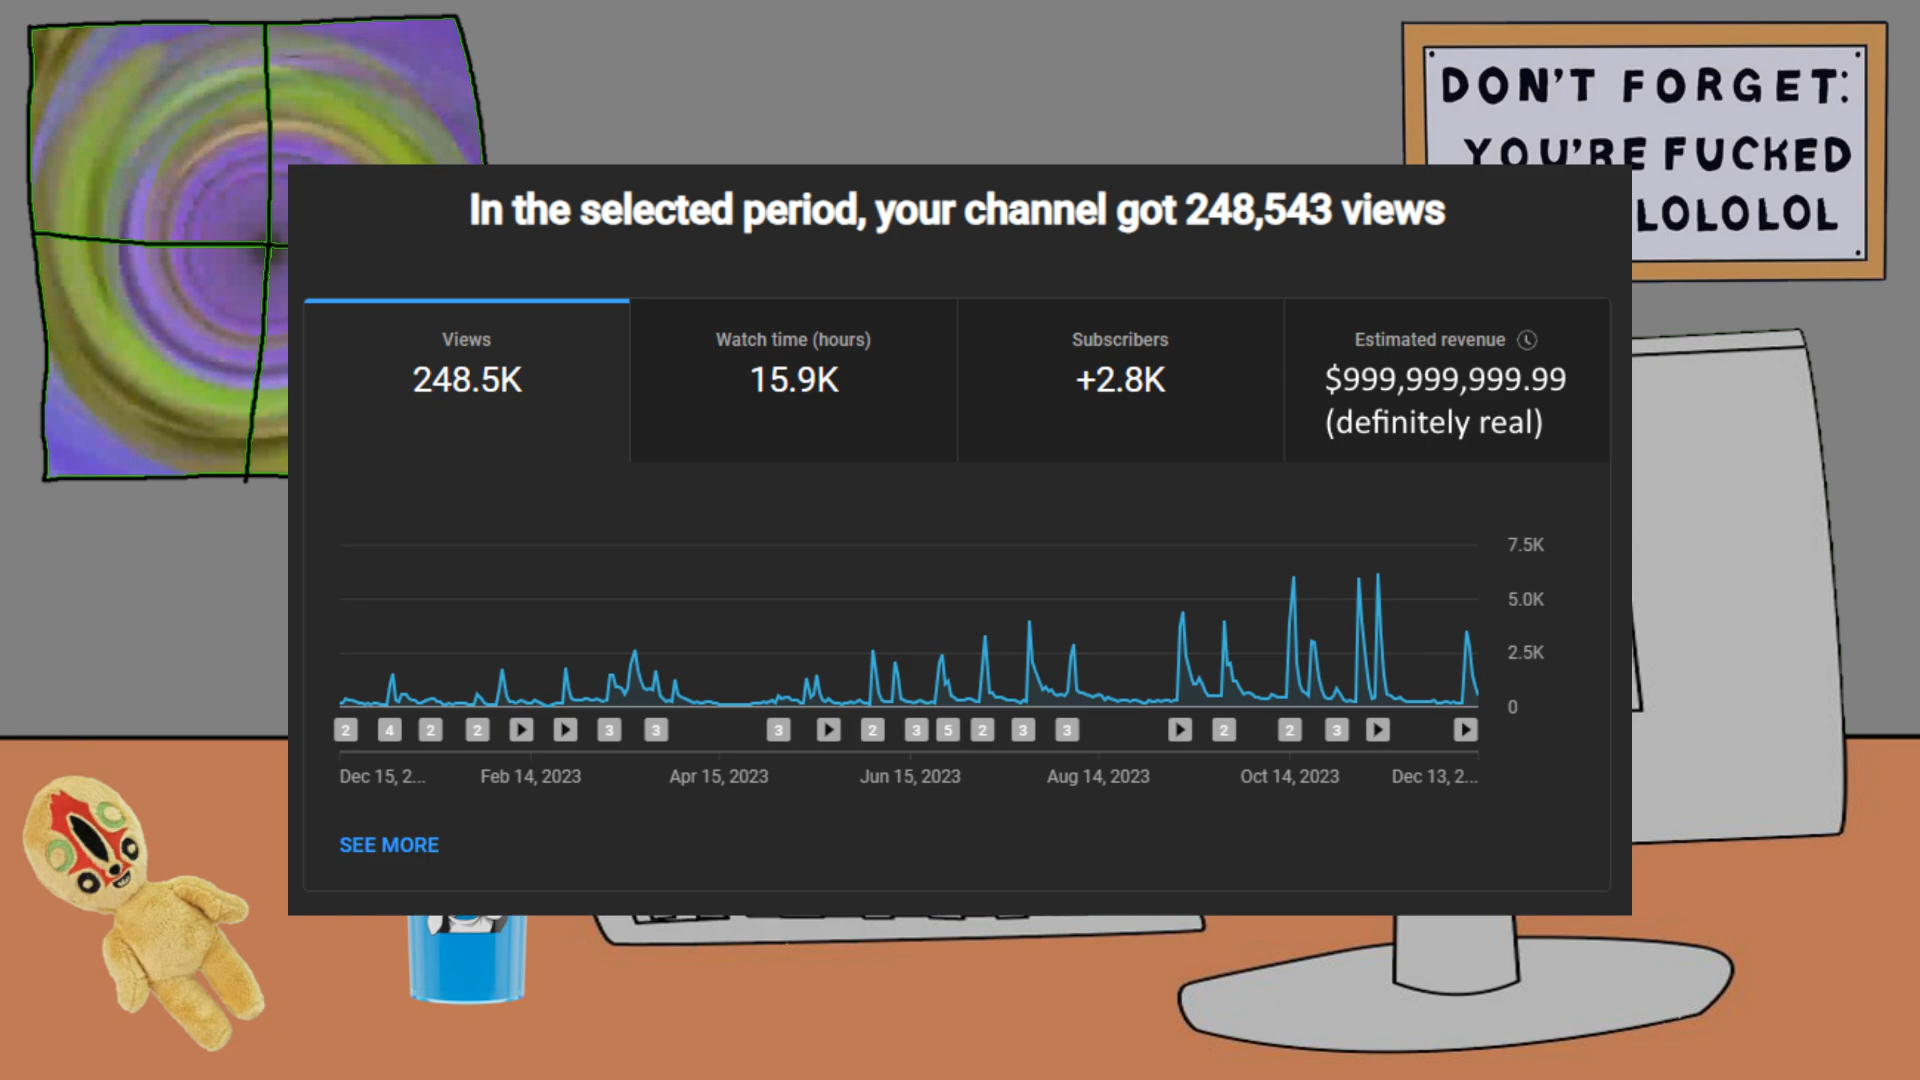 DON'T FORGET:
YOU'RE FUCKED
LOLOLOL
In the selected period, your channel got 248,543 views
Views
248.5K
Watch time (hours)
15.9K
Subscribers
+2.8K
Estimated revenue
$999,999,999.99
(definitely real)
7.5K
5.0K
2.5K
0
2 4 2 2 3 3 3 2 3 5 2 3 3 2 2 3
Dec 15, 2... Feb 14, 2023 Apr 15, 2023 Jun 15, 2023 Aug 14, 2023 Oct 14, 2023 Dec 13, 2...
SEE MORE